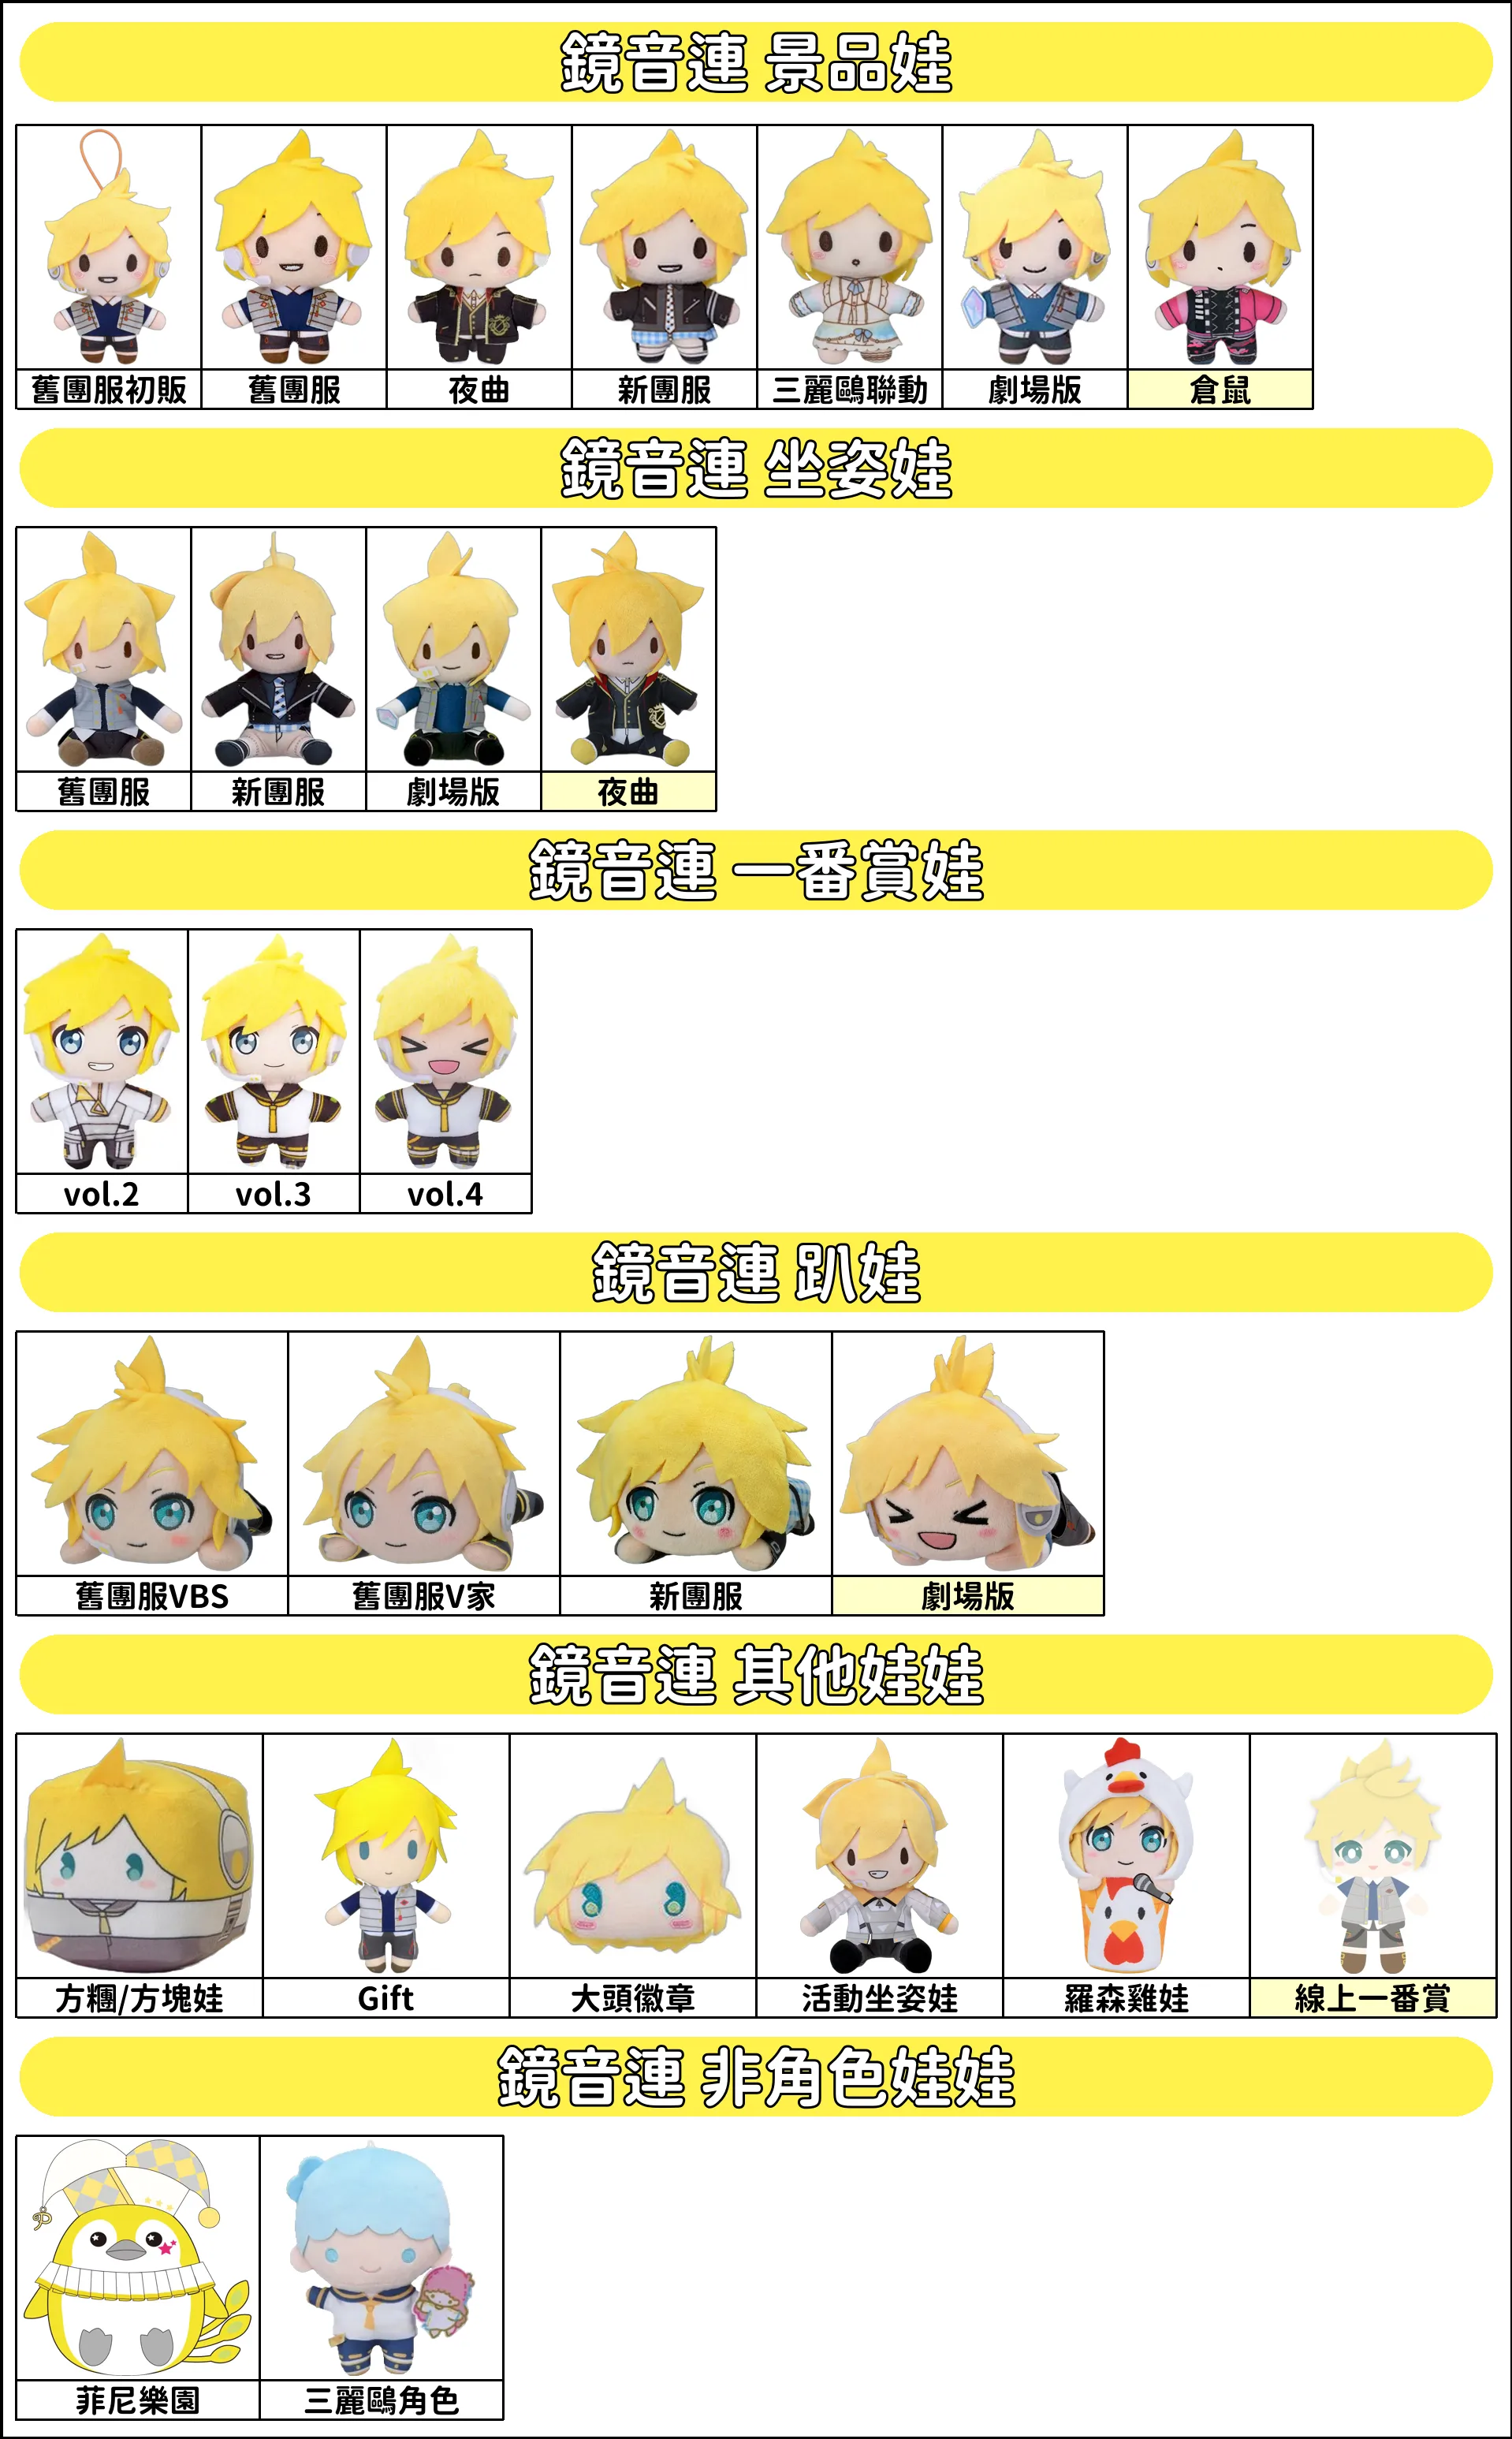 鏡音連 景品娃
舊團服初販 舊團服 夜曲 新團服 三麗鷗聯動 劇場版 倉鼠
鏡音連 坐姿娃
舊團服 新團服 劇場版 夜曲
鏡音連 一番賞娃
vol.2 vol.3 vol.4
鏡音連 趴娃
舊團服VBS 舊團服V家 新團服 劇場版
鏡音連 其他娃娃
方糰/方塊娃 Gift 大頭徽章 活動坐姿娃 羅森雞娃 線上一番賞
鏡音連 非角色娃娃
菲尼樂園 三麗鷗角色